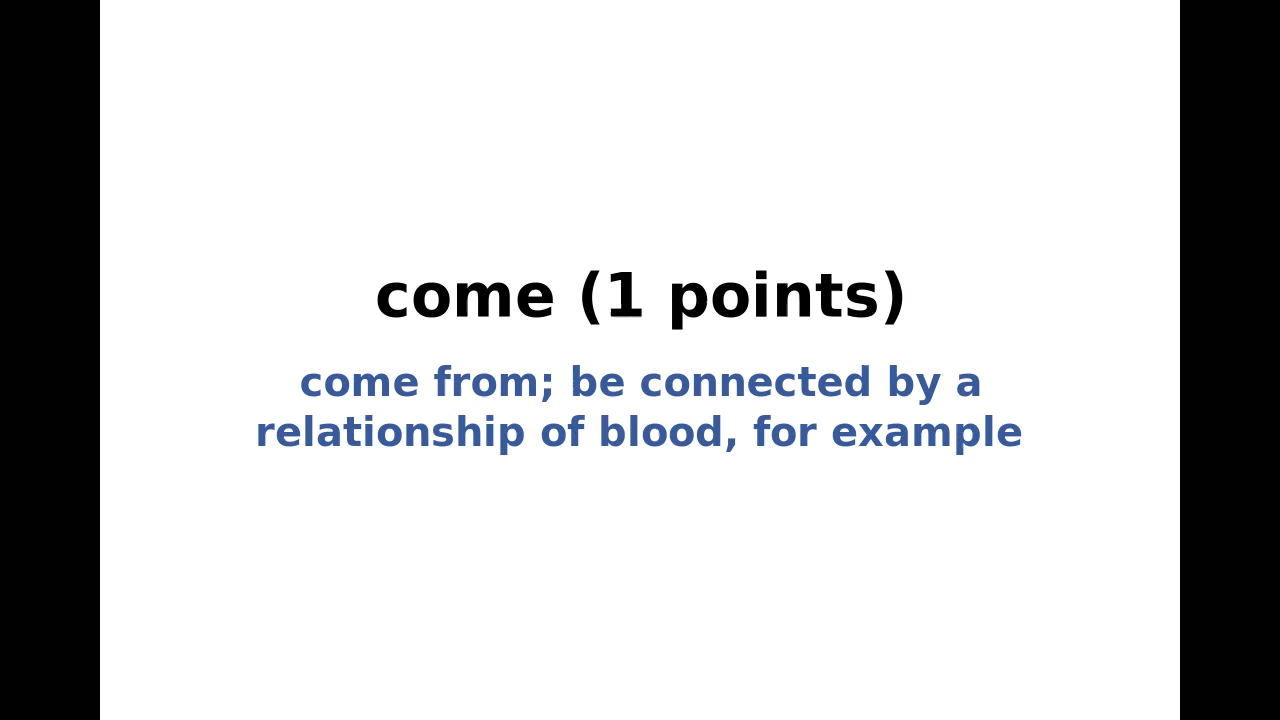 come (1 points)
come from; be connected by a
relationship of blood, for example